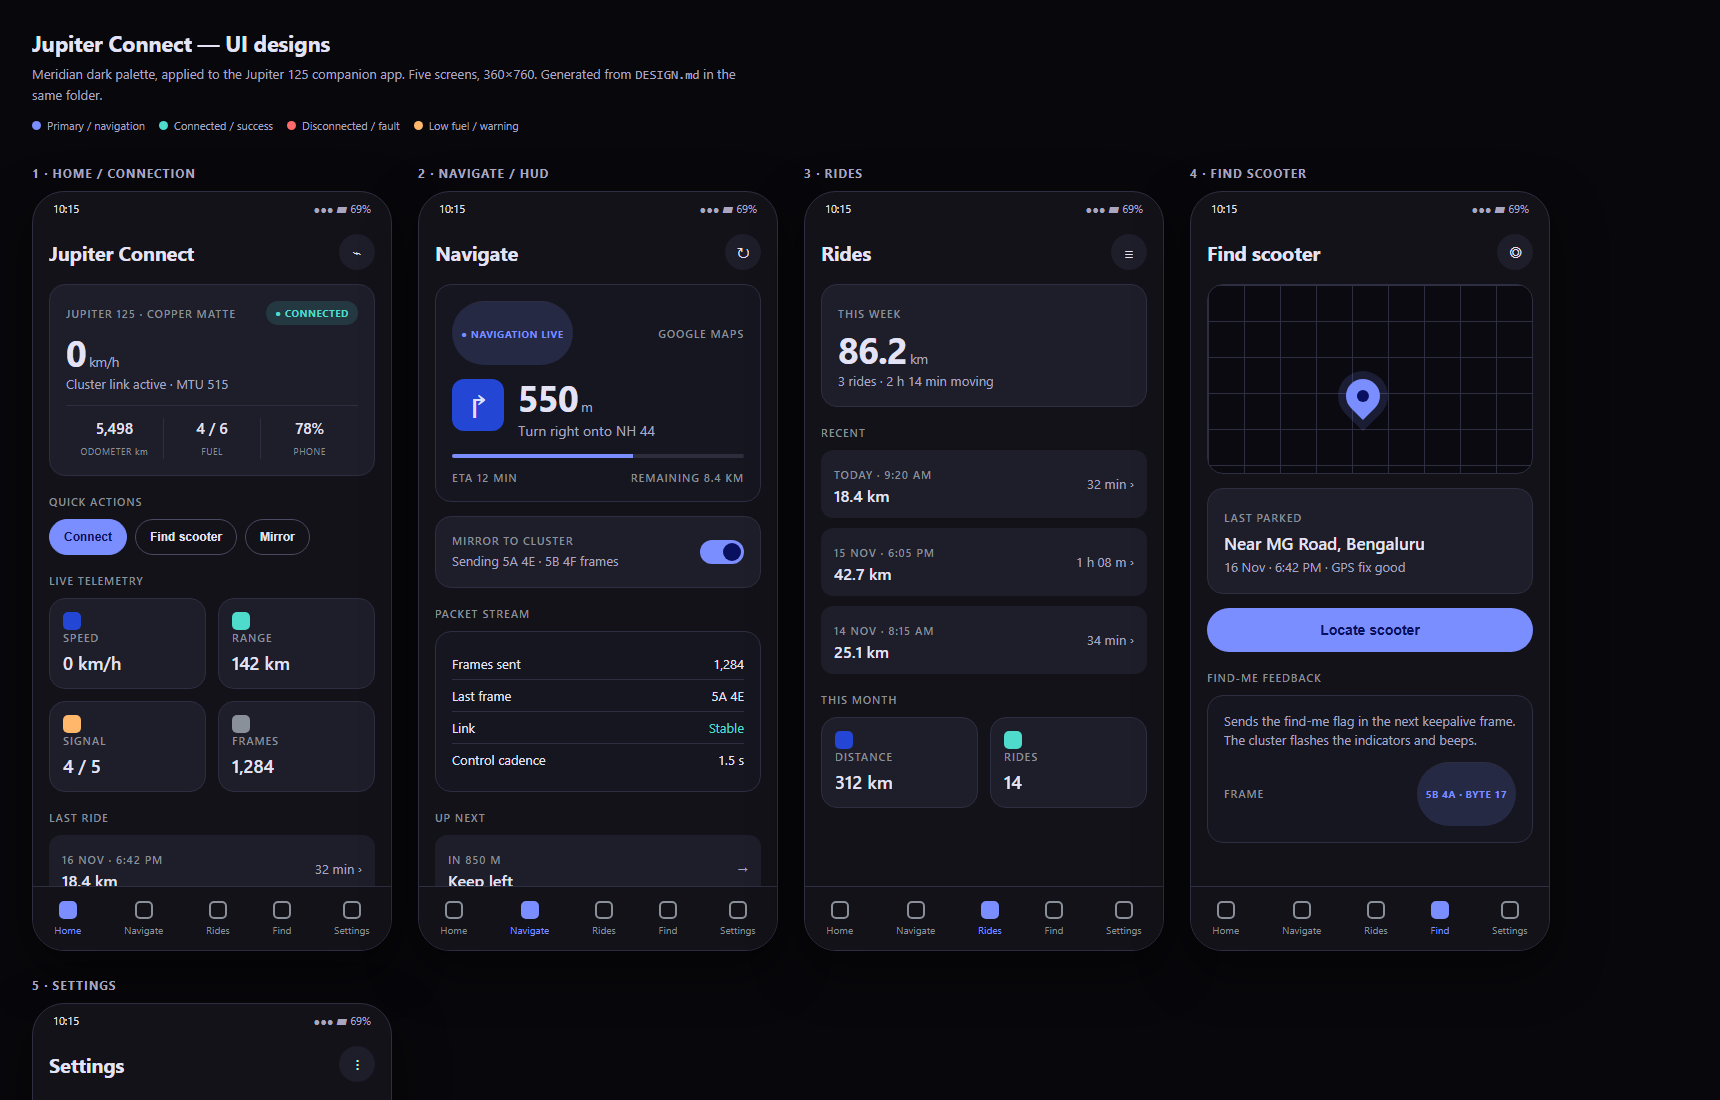 Jupiter Connect — UI designs
Meridian dark palette, applied to the Jupiter 125 companion app. Five screens, 360×760. Generated from DESIGN.md in the
same folder.
Primary / navigation
Connected / success
Disconnected / fault
Low fuel / warning
1 · HOME / CONNECTION
10:15
69%
Jupiter Connect
JUPITER 125 · COPPER MATTE
● CONNECTED
0 km/h
Cluster link active · MTU 515
5,498
ODOMETER km
4 / 6
FUEL
78%
PHONE
QUICK ACTIONS
Connect
Find scooter
Mirror
LIVE TELEMETRY
SPEED
0 km/h
RANGE
142 km
SIGNAL
4 / 5
FRAMES
1,284
LAST RIDE
16 NOV · 6:42 PM
18.4 km
32 min ›
Home
Navigate
Rides
Find
Settings
2 · NAVIGATE / HUD
10:15
69%
Navigate
● NAVIGATION LIVE
GOOGLE MAPS
550 m
Turn right onto NH 44
ETA 12 MIN
REMAINING 8.4 KM
MIRROR TO CLUSTER
Sending 5A 4E · 5B 4F frames
PACKET STREAM
Frames sent
1,284
Last frame
5A 4E
Link
Stable
Control cadence
1.5 s
UP NEXT
IN 850 M
Keep left
→
Home
Navigate
Rides
Find
Settings
3 · RIDES
10:15
69%
Rides
THIS WEEK
86.2 km
3 rides · 2 h 14 min moving
RECENT
TODAY · 9:20 AM
18.4 km
32 min ›
15 NOV · 6:05 PM
42.7 km
1 h 08 m ›
14 NOV · 8:15 AM
25.1 km
34 min ›
THIS MONTH
DISTANCE
312 km
RIDES
14
Home
Navigate
Rides
Find
Settings
4 · FIND SCOOTER
10:15
69%
Find scooter
LAST PARKED
Near MG Road, Bengaluru
16 Nov · 6:42 PM · GPS fix good
Locate scooter
FIND-ME FEEDBACK
Sends the find-me flag in the next keepalive frame.
The cluster flashes the indicators and beeps.
FRAME
5B 4A · BYTE 17
Home
Navigate
Rides
Find
Settings
5 · SETTINGS
10:15
69%
Settings